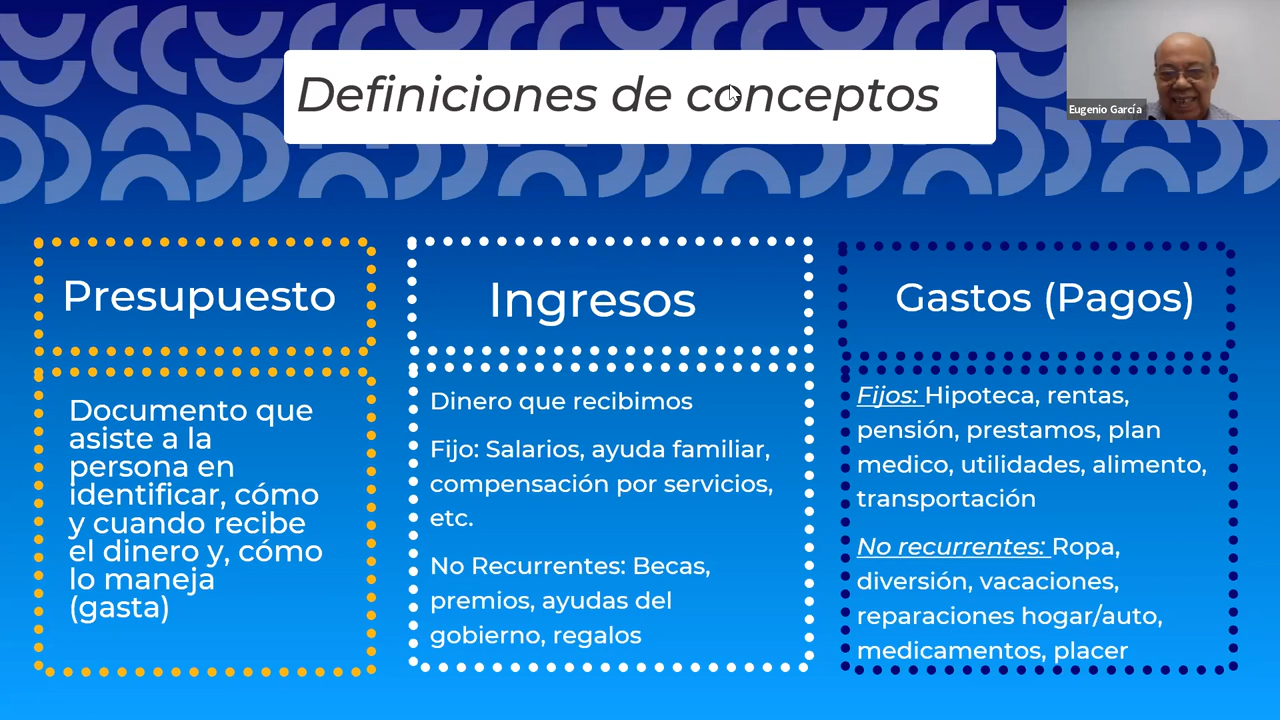 Definiciones de conceptos
Eugenio García
Presupuesto
Documento que
asiste a la
persona en
identificar, cómo
y cuando recibe
el dinero y, cómo
lo maneja
(gasta)
Ingresos
Dinero que recibimos
Fijo: Salarios, ayuda familiar,
compensación por servicios,
etc.
No Recurrentes: Becas,
premios, ayudas del
gobierno, regalos
Gastos (Pagos)
Fijos: Hipoteca, rentas,
pensión, prestamos, plan
medico, utilidades, alimento,
transportación
No recurrentes: Ropa,
diversión, vacaciones,
reparaciones hogar/auto,
medicamentos, placer